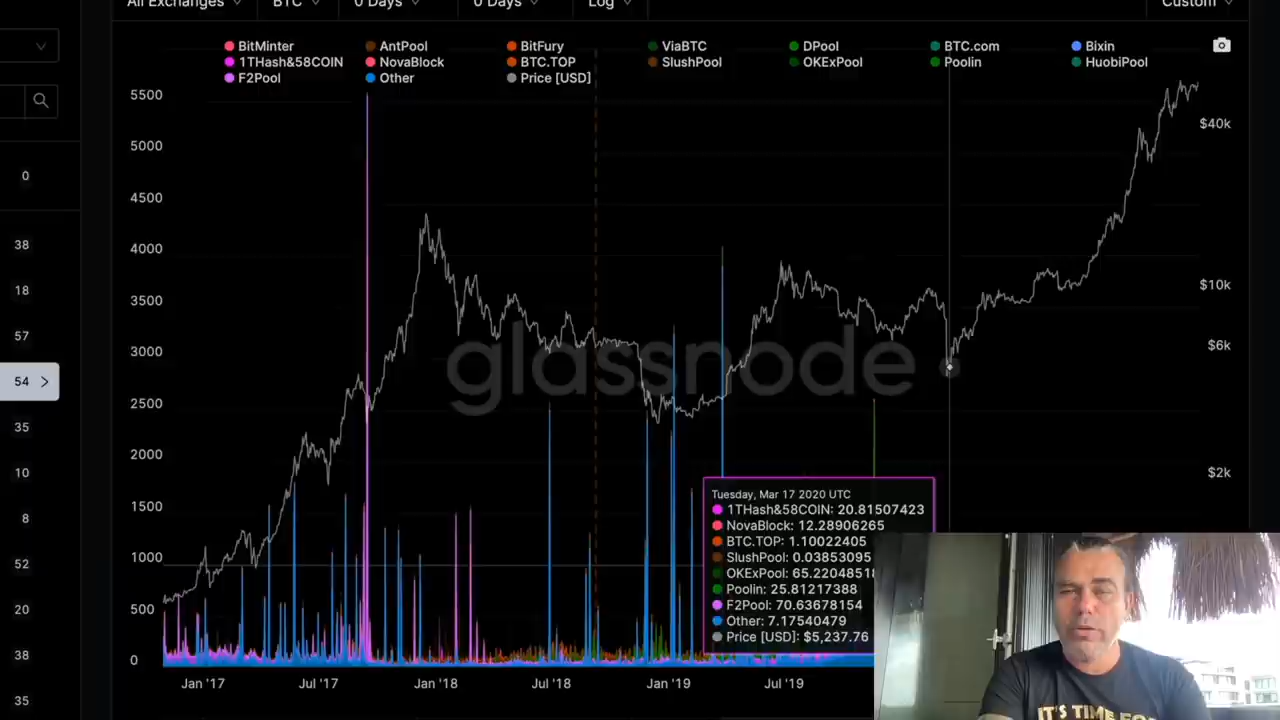 All Exchanges BTC 0 Days 0 Days Log Custom
BitMinter AntPool BitFury ViaBTC DPool BTC.com Bixin
1THash&58COIN NovaBlock BTC.TOP SlushPool OKExPool Poolin HuobiPool
F2Pool Other Price [USD]
5500
5000
4500
4000
3500
3000
2500
2000
1500
1000
500
0
$40k
$10k
$6k
$2k
0
38
18
57
54
35
10
8
52
20
38
35
glassnode
Tuesday, Mar 17 2020 UTC
1THash&58COIN: 20.81507423
NovaBlock: 12.28906265
BTC.TOP: 1.10022405
SlushPool: 0.03853095
OKExPool: 65.22048518
Poolin: 25.81217388
F2Pool: 70.63678154
Other: 7.17540479
Price [USD]: $5,237.76
Jan '17 Jul '17 Jan '18 Jul '18 Jan '19 Jul '19
IT'S TIME FO